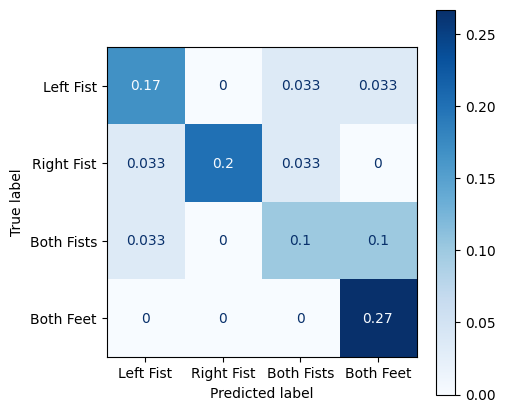 Left Fist 0.17 0 0.033 0.033
Right Fist 0.033 0.2 0.033 0
Both Fists 0.033 0 0.1 0.1
Both Feet 0 0 0 0.27
Left Fist Right Fist Both Fists Both Feet
Predicted label
True label
0.25
0.20
0.15
0.10
0.05
0.00